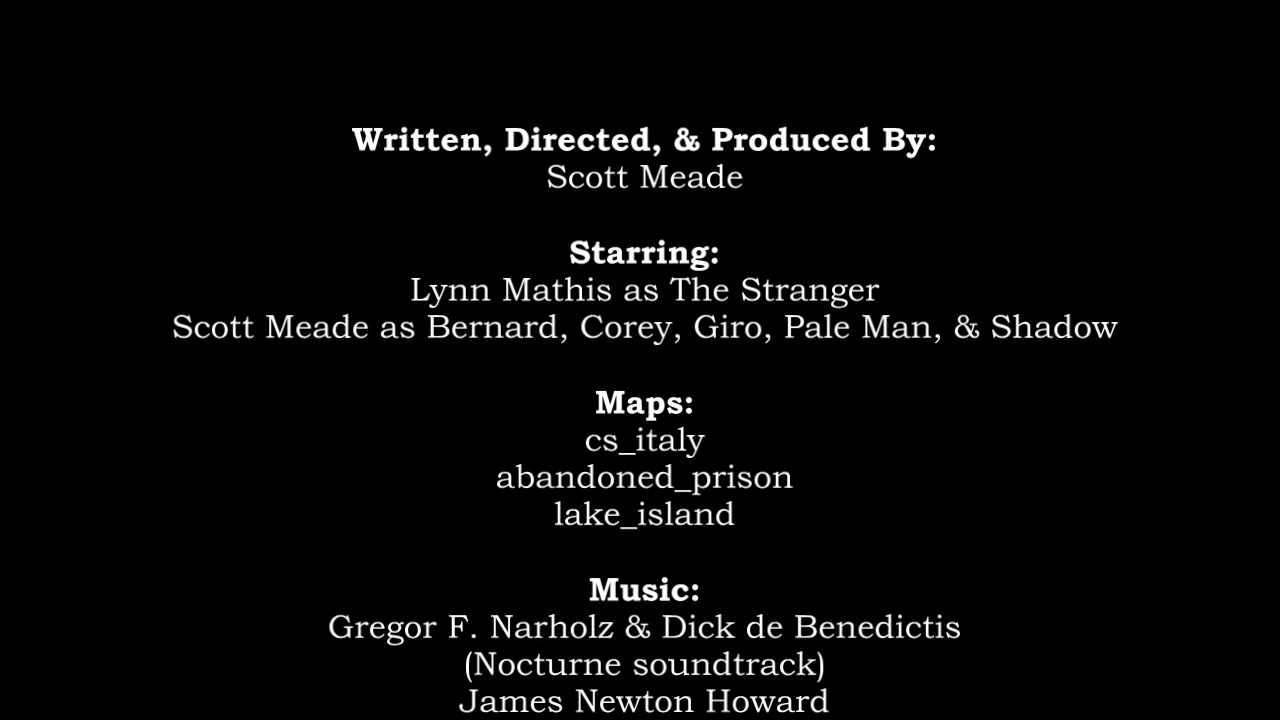 Written, Directed, & Produced By:
Scott Meade
Starring:
Lynn Mathis as The Stranger
Scott Meade as Bernard, Corey, Giro, Pale Man, & Shadow
Maps:
cs_italy
abandoned_prison
lake_island
Music:
Gregor F. Narholz & Dick de Benedictis
(Nocturne soundtrack)
James Newton Howard